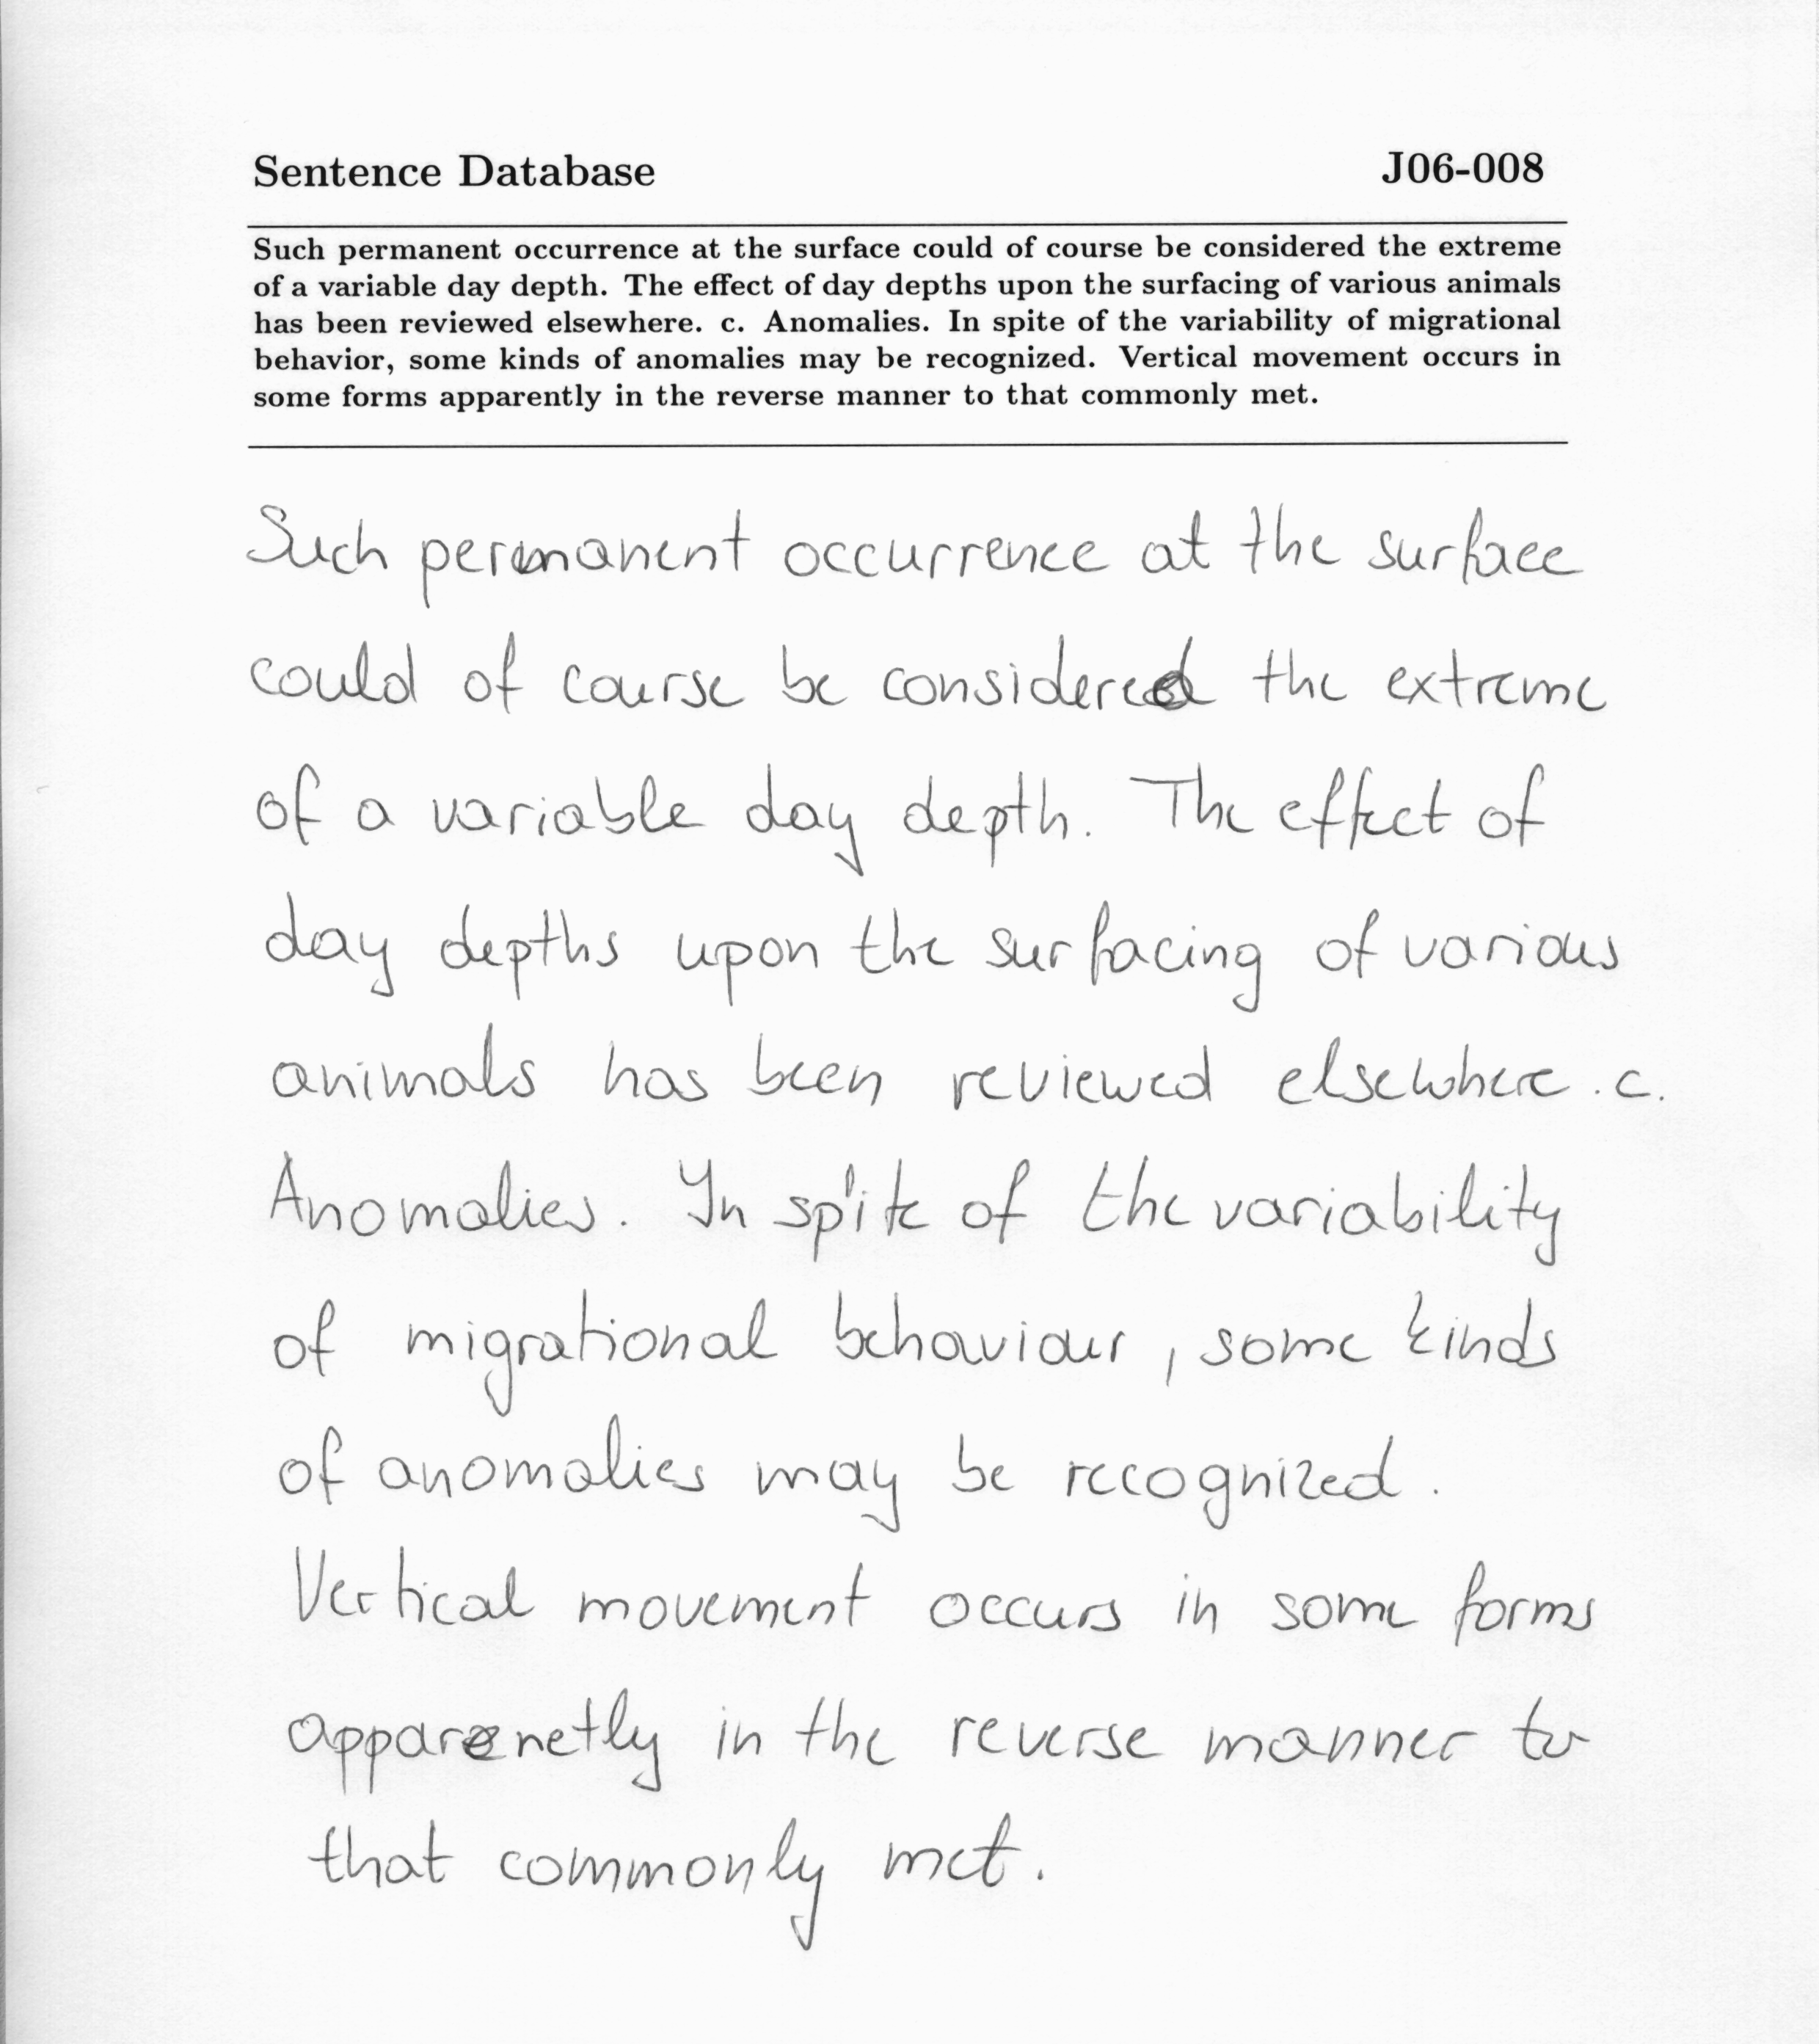 Sentence Database J06-008
Such permanent occurrence at the surface could of course be considered the extreme
of a variable day depth. The effect of day depths upon the surfacing of various animals
has been reviewed elsewhere. c. Anomalies. In spite of the variability of migrational
behavior, some kinds of anomalies may be recognized. Vertical movement occurs in
some forms apparently in the reverse manner to that commonly met.
Such permanent occurrence at the surface
could of course be considered the extreme
of a variable day depth. The effect of
day depths upon the surfacing of various
animals has been reviewed elsewhere. c.
Anomalies. In spite of the variability
of migrational behaviour, some kinds
of anomalies may be recognized.
Vertical movement occurs in some forms
apparenetly in the reverse manner to
that commonly met.